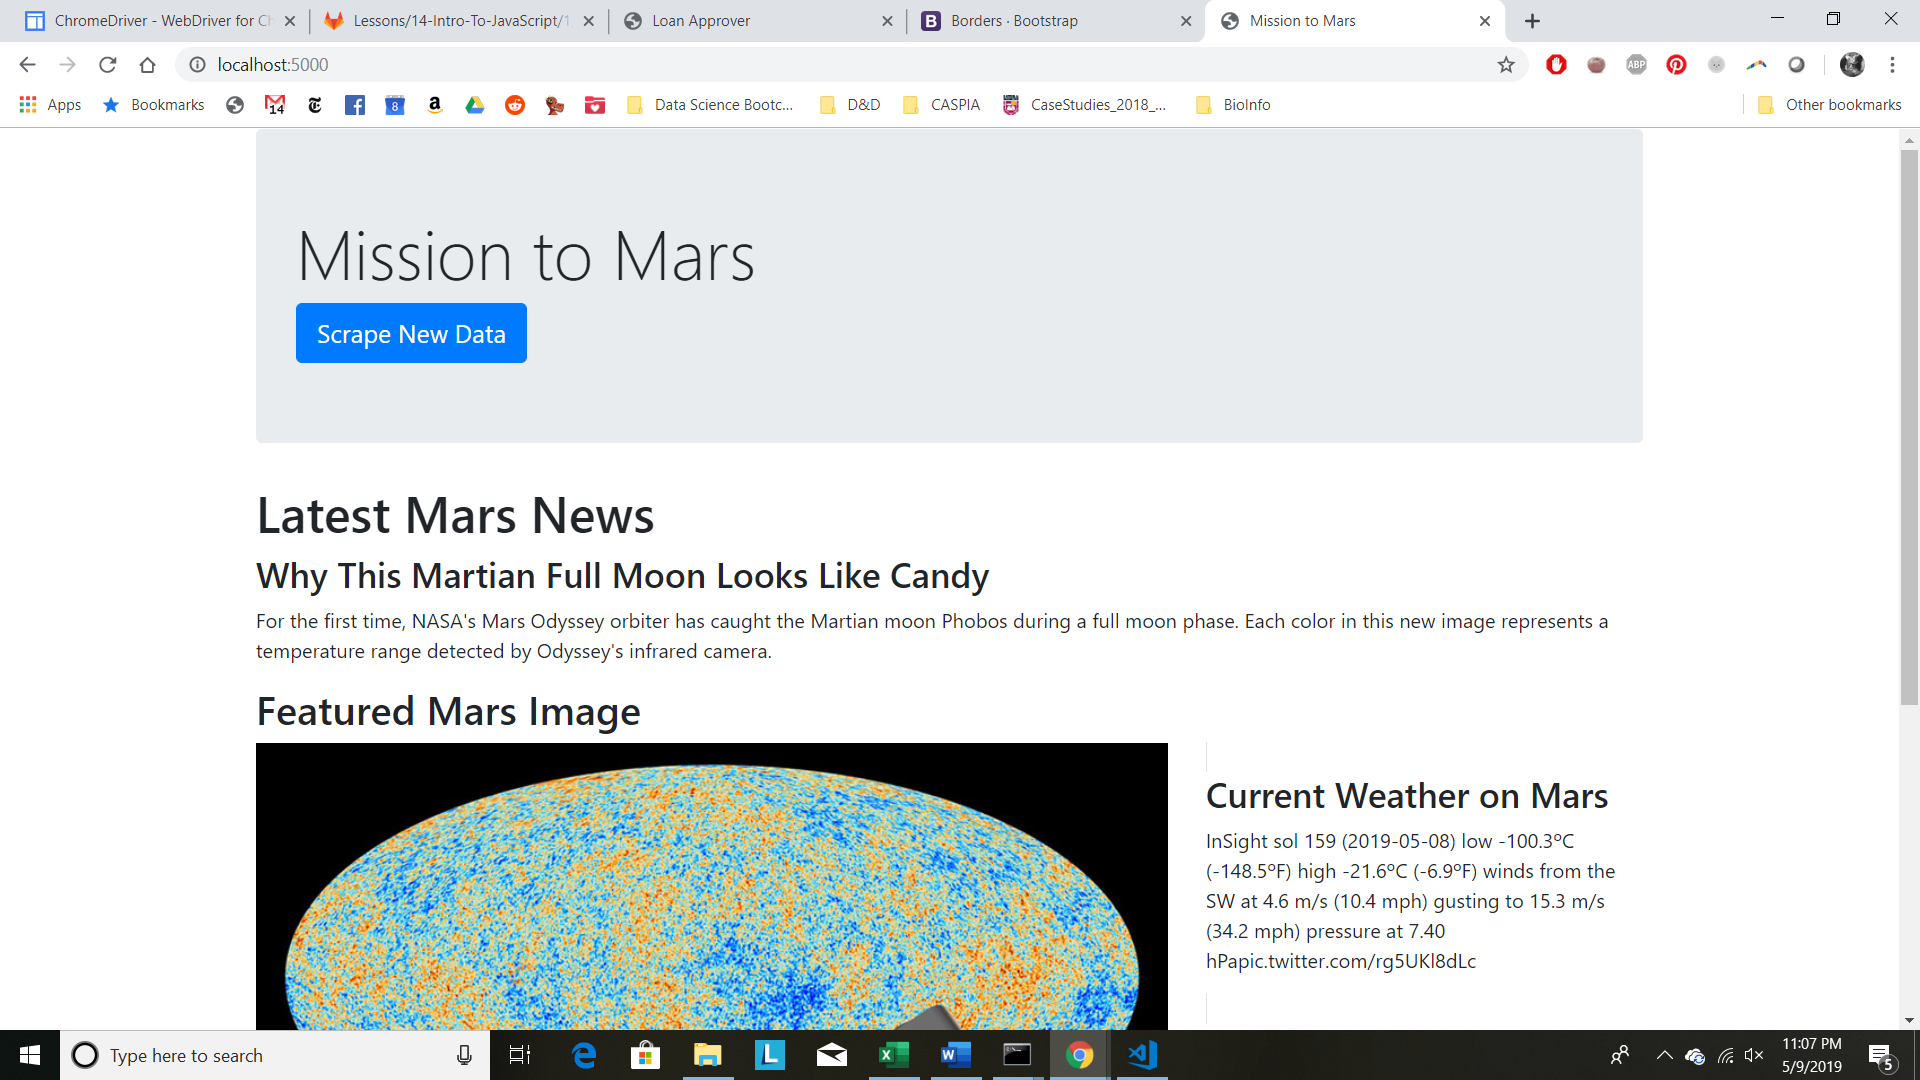 ChromeDriver - WebDriver for Ch
Lessons/14-Intro-To-JavaScript/1
Loan Approver
Borders · Bootstrap
Mission to Mars
localhost:5000
ABP
Apps
Bookmarks
14
8
Data Science Bootc...
D&D
CASPIA
CaseStudies_2018_...
BioInfo
Other bookmarks
Mission to Mars
Scrape New Data
Latest Mars News
Why This Martian Full Moon Looks Like Candy
For the first time, NASA's Mars Odyssey orbiter has caught the Martian moon Phobos during a full moon phase. Each color in this new image represents a
temperature range detected by Odyssey's infrared camera.
Featured Mars Image
Current Weather on Mars
InSight sol 159 (2019-05-08) low -100.3ºC
(-148.5ºF) high -21.6ºC (-6.9ºF) winds from the
SW at 4.6 m/s (10.4 mph) gusting to 15.3 m/s
(34.2 mph) pressure at 7.40
hPapic.twitter.com/rg5UKl8dLc
Type here to search
11:07 PM
5/9/2019
5